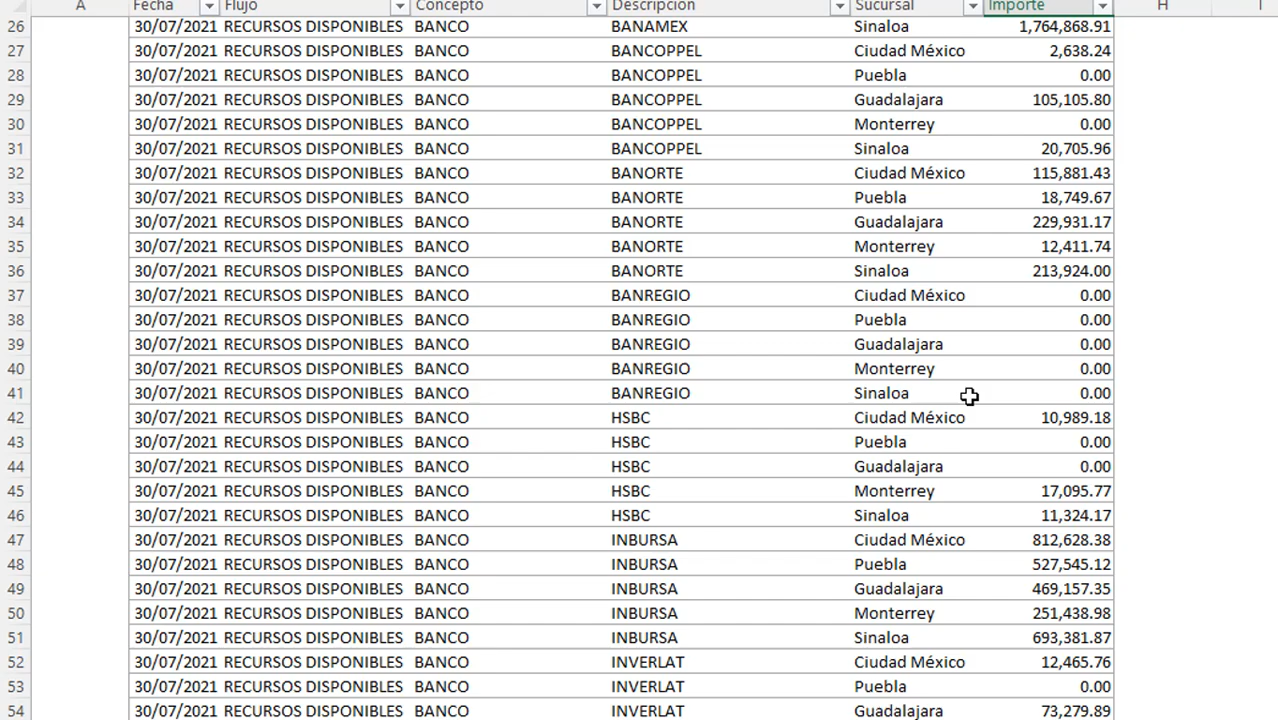 A Fecha Flujo Concepto Descripción Sucursal Importe H I
26 30/07/2021 RECURSOS DISPONIBLES BANCO BANAMEX Sinaloa 1,764,868.91
27 30/07/2021 RECURSOS DISPONIBLES BANCO BANCOPPEL Ciudad México 2,638.24
28 30/07/2021 RECURSOS DISPONIBLES BANCO BANCOPPEL Puebla 0.00
29 30/07/2021 RECURSOS DISPONIBLES BANCO BANCOPPEL Guadalajara 105,105.80
30 30/07/2021 RECURSOS DISPONIBLES BANCO BANCOPPEL Monterrey 0.00
31 30/07/2021 RECURSOS DISPONIBLES BANCO BANCOPPEL Sinaloa 20,705.96
32 30/07/2021 RECURSOS DISPONIBLES BANCO BANORTE Ciudad México 115,881.43
33 30/07/2021 RECURSOS DISPONIBLES BANCO BANORTE Puebla 18,749.67
34 30/07/2021 RECURSOS DISPONIBLES BANCO BANORTE Guadalajara 229,931.17
35 30/07/2021 RECURSOS DISPONIBLES BANCO BANORTE Monterrey 12,411.74
36 30/07/2021 RECURSOS DISPONIBLES BANCO BANORTE Sinaloa 213,924.00
37 30/07/2021 RECURSOS DISPONIBLES BANCO BANREGIO Ciudad México 0.00
38 30/07/2021 RECURSOS DISPONIBLES BANCO BANREGIO Puebla 0.00
39 30/07/2021 RECURSOS DISPONIBLES BANCO BANREGIO Guadalajara 0.00
40 30/07/2021 RECURSOS DISPONIBLES BANCO BANREGIO Monterrey 0.00
41 30/07/2021 RECURSOS DISPONIBLES BANCO BANREGIO Sinaloa 0.00
42 30/07/2021 RECURSOS DISPONIBLES BANCO HSBC Ciudad México 10,989.18
43 30/07/2021 RECURSOS DISPONIBLES BANCO HSBC Puebla 0.00
44 30/07/2021 RECURSOS DISPONIBLES BANCO HSBC Guadalajara 0.00
45 30/07/2021 RECURSOS DISPONIBLES BANCO HSBC Monterrey 17,095.77
46 30/07/2021 RECURSOS DISPONIBLES BANCO HSBC Sinaloa 11,324.17
47 30/07/2021 RECURSOS DISPONIBLES BANCO INBURSA Ciudad México 812,628.38
48 30/07/2021 RECURSOS DISPONIBLES BANCO INBURSA Puebla 527,545.12
49 30/07/2021 RECURSOS DISPONIBLES BANCO INBURSA Guadalajara 469,157.35
50 30/07/2021 RECURSOS DISPONIBLES BANCO INBURSA Monterrey 251,438.98
51 30/07/2021 RECURSOS DISPONIBLES BANCO INBURSA Sinaloa 693,381.87
52 30/07/2021 RECURSOS DISPONIBLES BANCO INVERLAT Ciudad México 12,465.76
53 30/07/2021 RECURSOS DISPONIBLES BANCO INVERLAT Puebla 0.00
54 30/07/2021 RECURSOS DISPONIBLES BANCO INVERLAT Guadalajara 73,279.89